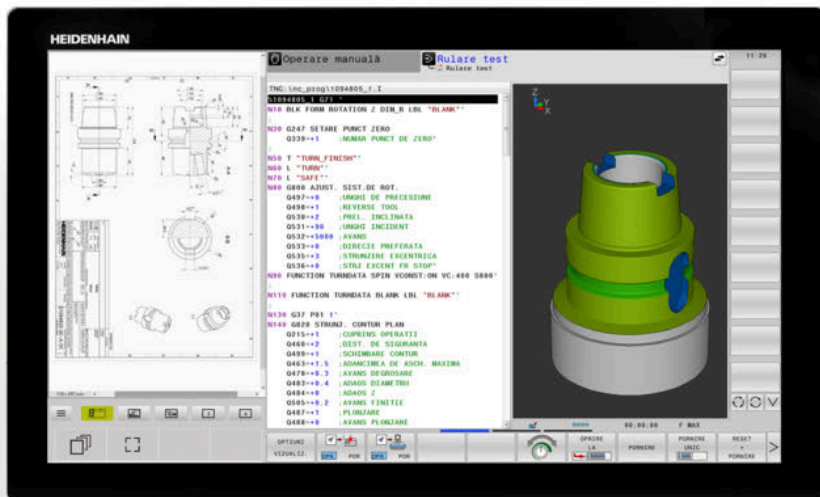 HEIDENHAIN
Operare manuală
Rulare test
Rulare test
11:26
TNC:\nc_prog\1094805_1.I
%1094805_1 G71 *
N10 BLK FORM ROTATION Z DIM_R LBL "BLANK"*
;
N30 G247 SETARE PUNCT ZERO
Q339=+1 ;NUMAR PUNCT DE ZERO*
;
N50 T "TURN_FINISH"*
N60 L "TURN"*
N70 L "SAFE"*
N80 G800 AJUST. SIST.DE ROT.
Q497=+0 ;UNGHI DE PRECESIUNE
Q498=+1 ;REVERSE TOOL
Q530=+2 ;PREL. INCLINATA
Q531=+90 ;UNGHI INCIDENT
Q532=+5000 ;AVANS
Q533=+0 ;DIRECIE PREFERATA
Q535=+3 ;STRUNJIRE EXCENTRICA
Q536=+0 ;STRJ EXCENT FR STOP*
N90 FUNCTION TURNDATA SPIN VCONST:ON VC:400 S800*
;
N110 FUNCTION TURNDATA BLANK LBL "BLANK"*
;
N130 G37 P01 1*
N140 G820 STRUNJ. CONTUR PLAN
Q215=+1 ;CUPRINS OPERATII
Q460=+2 ;DIST. DE SIGURANTA
Q499=+1 ;SCHIMBARE CONTUR
Q463=+1.5 ;ADANCIMEA DE ASCH. MAXIMA
Q478=+0.3 ;AVANS DEGROSARE
Q483=+0.4 ;ADAOS DIAMETRU
Q484=+0 ;ADAOS Z
Q505=+0.2 ;AVANS FINITIE
Q487=+1 ;PLONJARE
Q488=+0 ;AVANS PLONJARE
Z
Y
X
00:00:00 F MAX
OPTIUNI
VIZUALIZ.
OPR POR
OPR POR
OPRIRE
LA
PORNIRE
PORNIRE
UNIC
RESET
+
PORNIRE